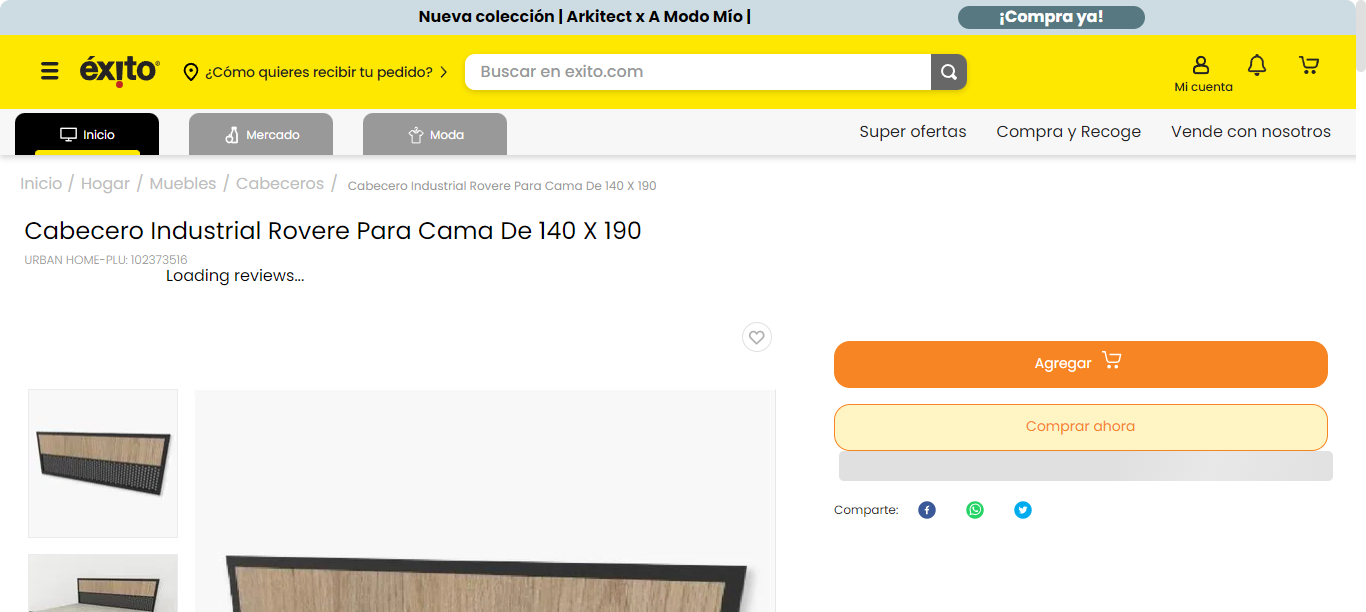 Nueva colección | Arkitect x A Modo Mío |
¡Compra ya!
éxito
¿Cómo quieres recibir tu pedido?
Buscar en exito.com
Mi cuenta
Inicio
Mercado
Moda
Super ofertas
Compra y Recoge
Vende con nosotros
Inicio / Hogar / Muebles / Cabeceros / Cabecero Industrial Rovere Para Cama De 140 X 190
Cabecero Industrial Rovere Para Cama De 140 X 190
URBAN HOME-PLU: 102373516
Loading reviews...
Agregar
Comprar ahora
Comparte: